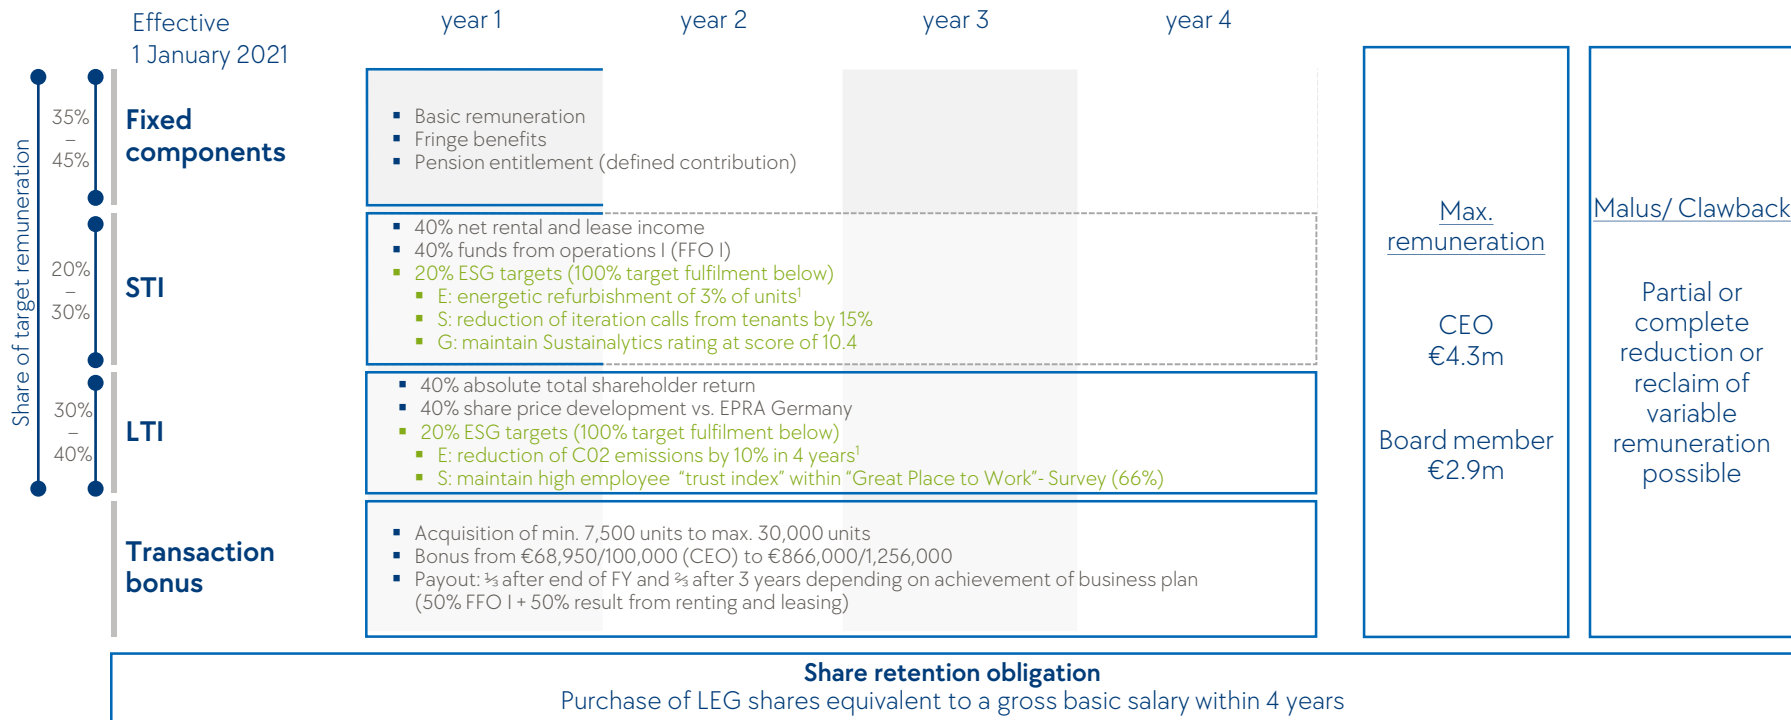 Effective
1 January 2021
year 1
year 2
year 3
year 4
Share of target remuneration
35%
–
45%
Fixed
components
▪ Basic remuneration
▪ Fringe benefits
▪ Pension entitlement (defined contribution)
20%
–
30%
STI
▪ 40% net rental and lease income
▪ 40% funds from operations I (FFO I)
▪ 20% ESG targets (100% target fulfilment below)
▪ E: energetic refurbishment of 3% of units¹
▪ S: reduction of iteration calls from tenants by 15%
▪ G: maintain Sustainalytics rating at score of 10.4
30%
–
40%
LTI
▪ 40% absolute total shareholder return
▪ 40% share price development vs. EPRA Germany
▪ 20% ESG targets (100% target fulfilment below)
▪ E: reduction of C02 emissions by 10% in 4 years¹
▪ S: maintain high employee “trust index” within “Great Place to Work”- Survey (66%)
Transaction
bonus
▪ Acquisition of min. 7,500 units to max. 30,000 units
▪ Bonus from €68,950/100,000 (CEO) to €866,000/1,256,000
▪ Payout: ⅓ after end of FY and ⅔ after 3 years depending on achievement of business plan
(50% FFO I + 50% result from renting and leasing)
Max.
remuneration
CEO
€4.3m
Board member
€2.9m
Malus/ Clawback
Partial or
complete
reduction or
reclaim of
variable
remuneration
possible
Share retention obligation
Purchase of LEG shares equivalent to a gross basic salary within 4 years